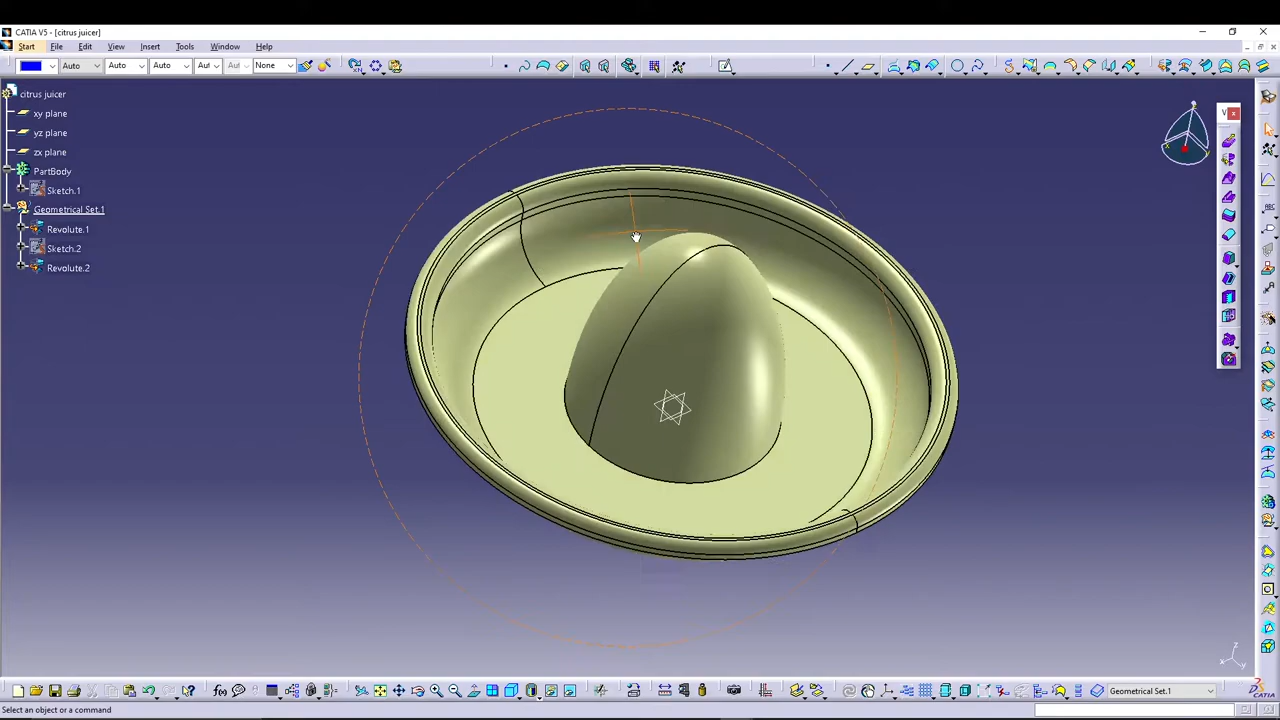 CATIA V5 - [citrus juicer]
Start File Edit View Insert Tools Window Help
Auto Auto Auto Aut Aut None
citrus juicer
xy plane
yz plane
zx plane
PartBody
Sketch.1
Geometrical Set.1
Revolute.1
Sketch.2
Revolute.2
Geometrical Set.1
Select an object or a command